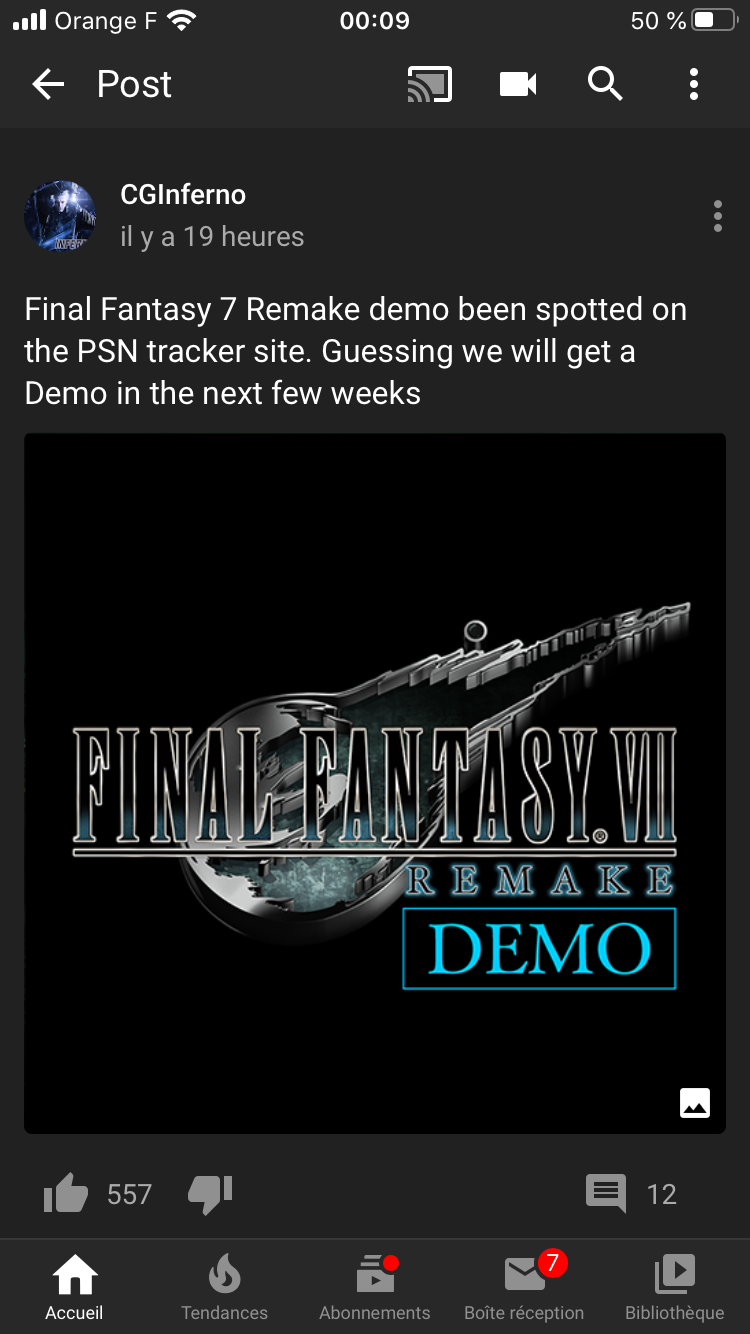 Orange F 00:09 50 %
Post
CGInferno
il y a 19 heures
Final Fantasy 7 Remake demo been spotted on
the PSN tracker site. Guessing we will get a
Demo in the next few weeks
FINAL FANTASY. VII
REMAKE
DEMO
557 12
7
Accueil Tendances Abonnements Boîte réception Bibliothèque